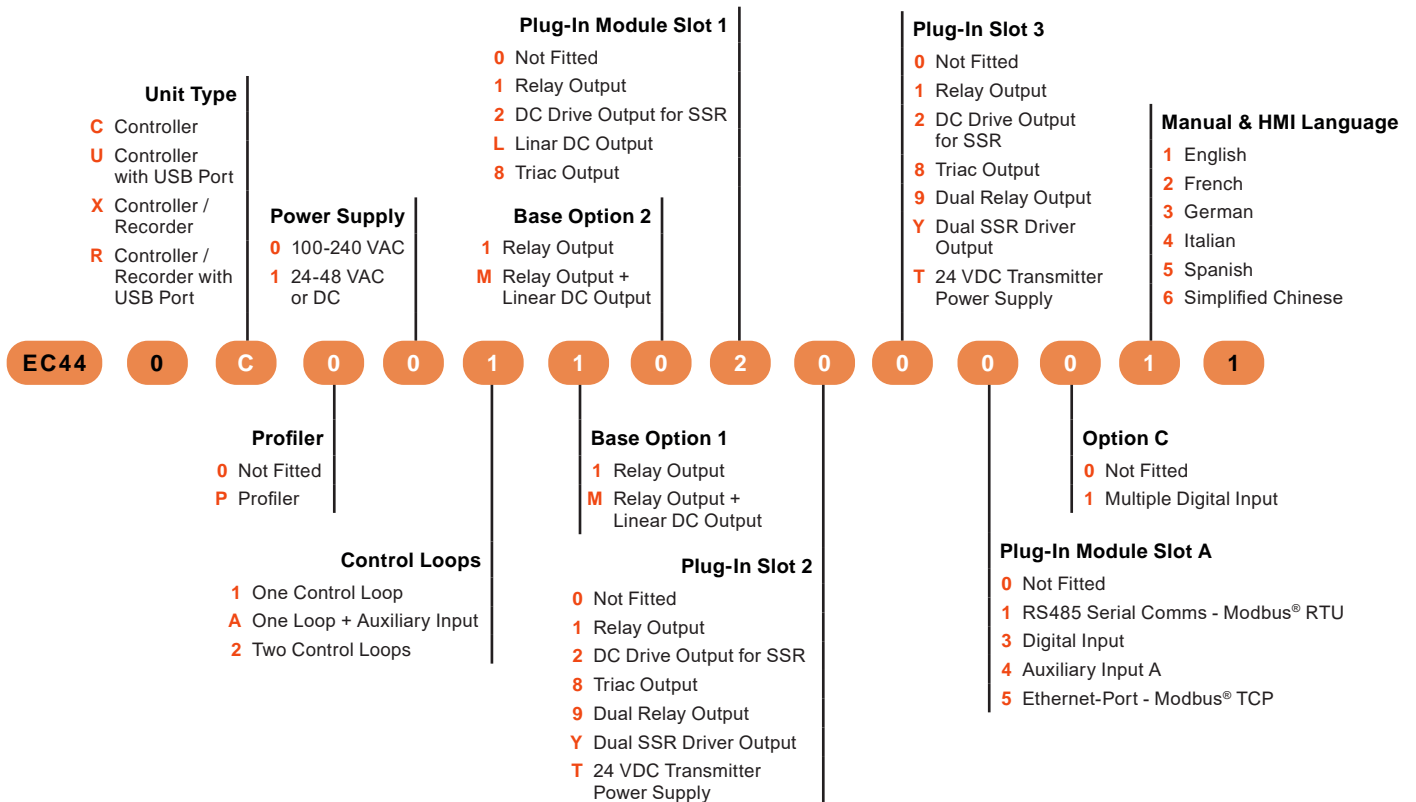 Plug-In Module Slot 1
0 Not Fitted
1 Relay Output
2 DC Drive Output for SSR
L Linar DC Output
8 Triac Output
Plug-In Slot 3
0 Not Fitted
1 Relay Output
2 DC Drive Output
for SSR
8 Triac Output
9 Dual Relay Output
Y Dual SSR Driver
Output
T 24 VDC Transmitter
Power Supply
Unit Type
C Controller
U Controller
with USB Port
X Controller /
Recorder
R Controller /
Recorder with
USB Port
Manual & HMI Language
1 English
2 French
3 German
4 Italian
5 Spanish
6 Simplified Chinese
Power Supply
0 100-240 VAC
1 24-48 VAC
or DC
Base Option 2
1 Relay Output
M Relay Output +
Linear DC Output
EC44 0 C 0 0 1 1 0 2 0 0 0 0 1 1
Profiler
0 Not Fitted
P Profiler
Base Option 1
1 Relay Output
M Relay Output +
Linear DC Output
Option C
0 Not Fitted
1 Multiple Digital Input
Control Loops
1 One Control Loop
A One Loop + Auxiliary Input
2 Two Control Loops
Plug-In Slot 2
0 Not Fitted
1 Relay Output
2 DC Drive Output for SSR
8 Triac Output
9 Dual Relay Output
Y Dual SSR Driver Output
T 24 VDC Transmitter
Power Supply
Plug-In Module Slot A
0 Not Fitted
1 RS485 Serial Comms - Modbus® RTU
3 Digital Input
4 Auxiliary Input A
5 Ethernet-Port - Modbus® TCP